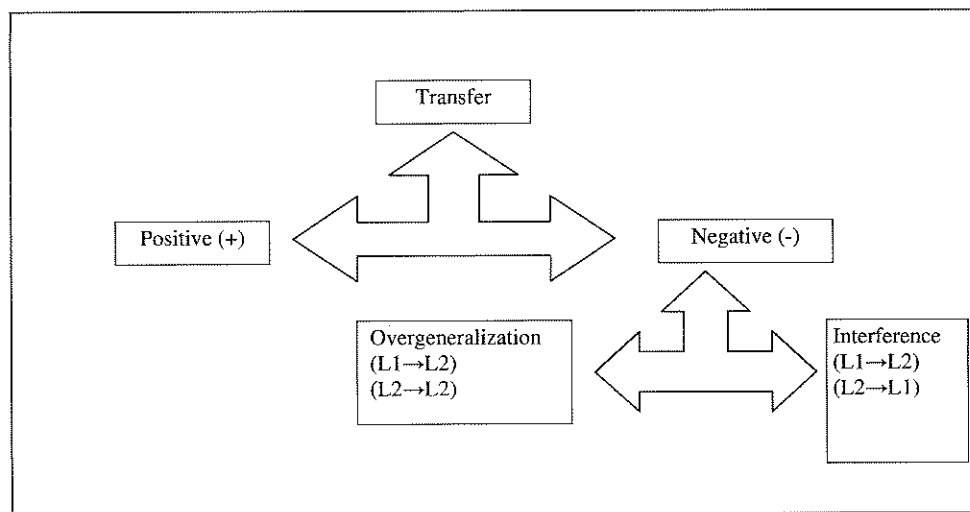 Transfer
Positive (+)
Negative (-)
Overgeneralization
(L1→L2)
(L2→L2)
Interference
(L1→L2)
(L2→L1)